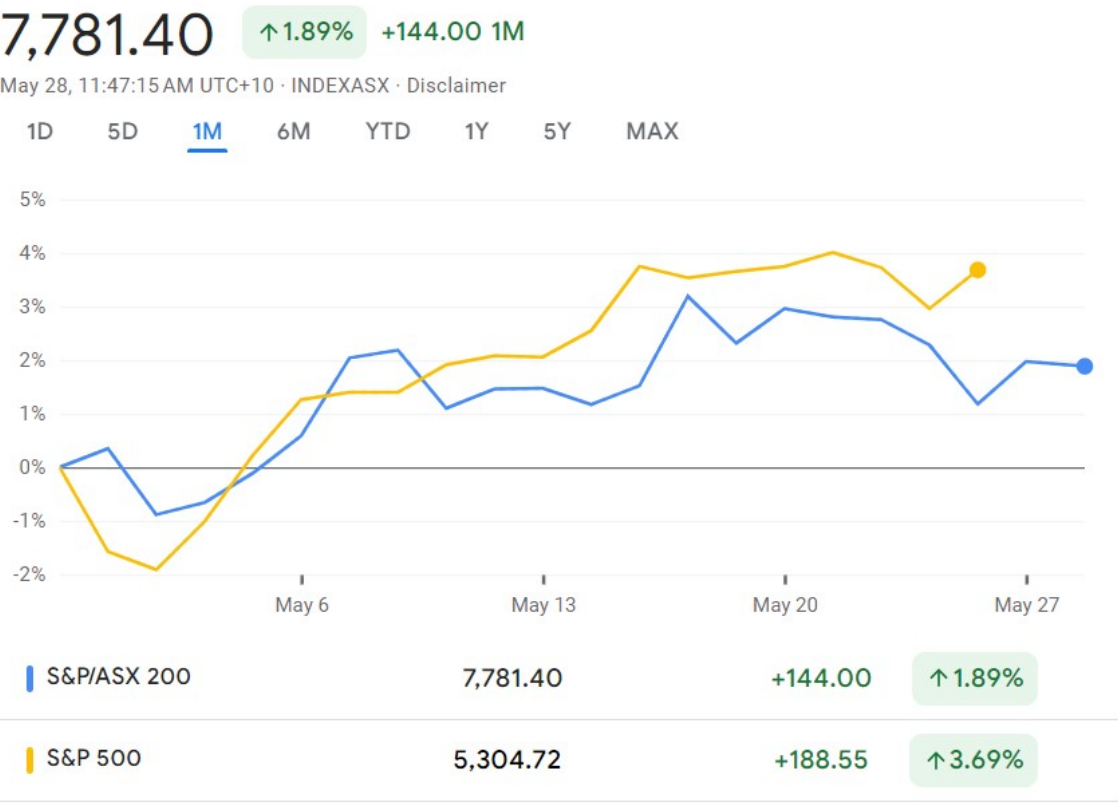 7,781.40 ↑1.89% +144.00 1M
May 28, 11:47:15 AM UTC+10 · INDEXASX · Disclaimer
1D 5D 1M 6M YTD 1Y 5Y MAX
5%
4%
3%
2%
1%
0%
-1%
-2%
May 6 May 13 May 20 May 27
S&P/ASX 200 7,781.40 +144.00 ↑1.89%
S&P 500 5,304.72 +188.55 ↑3.69%